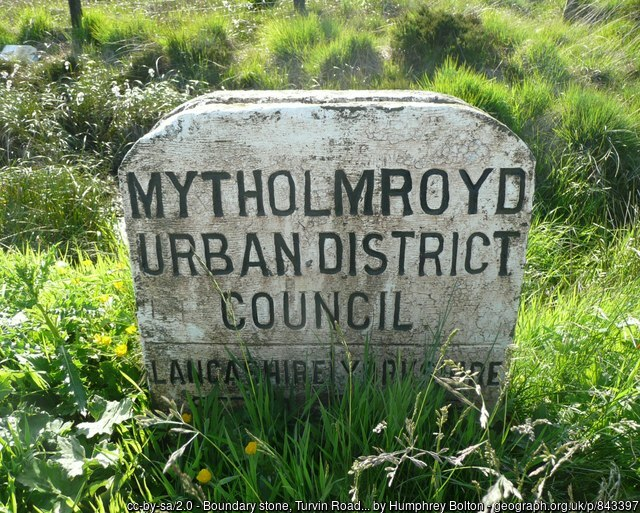 MYTHOLMROYD
URBAN DISTRICT
COUNCIL
LANCASHIRE YORKSHIRE
cc-by-sa/2.0 - Boundary stone, Turvin Road... by Humphrey Bolton - geograph.org.uk/p/843397